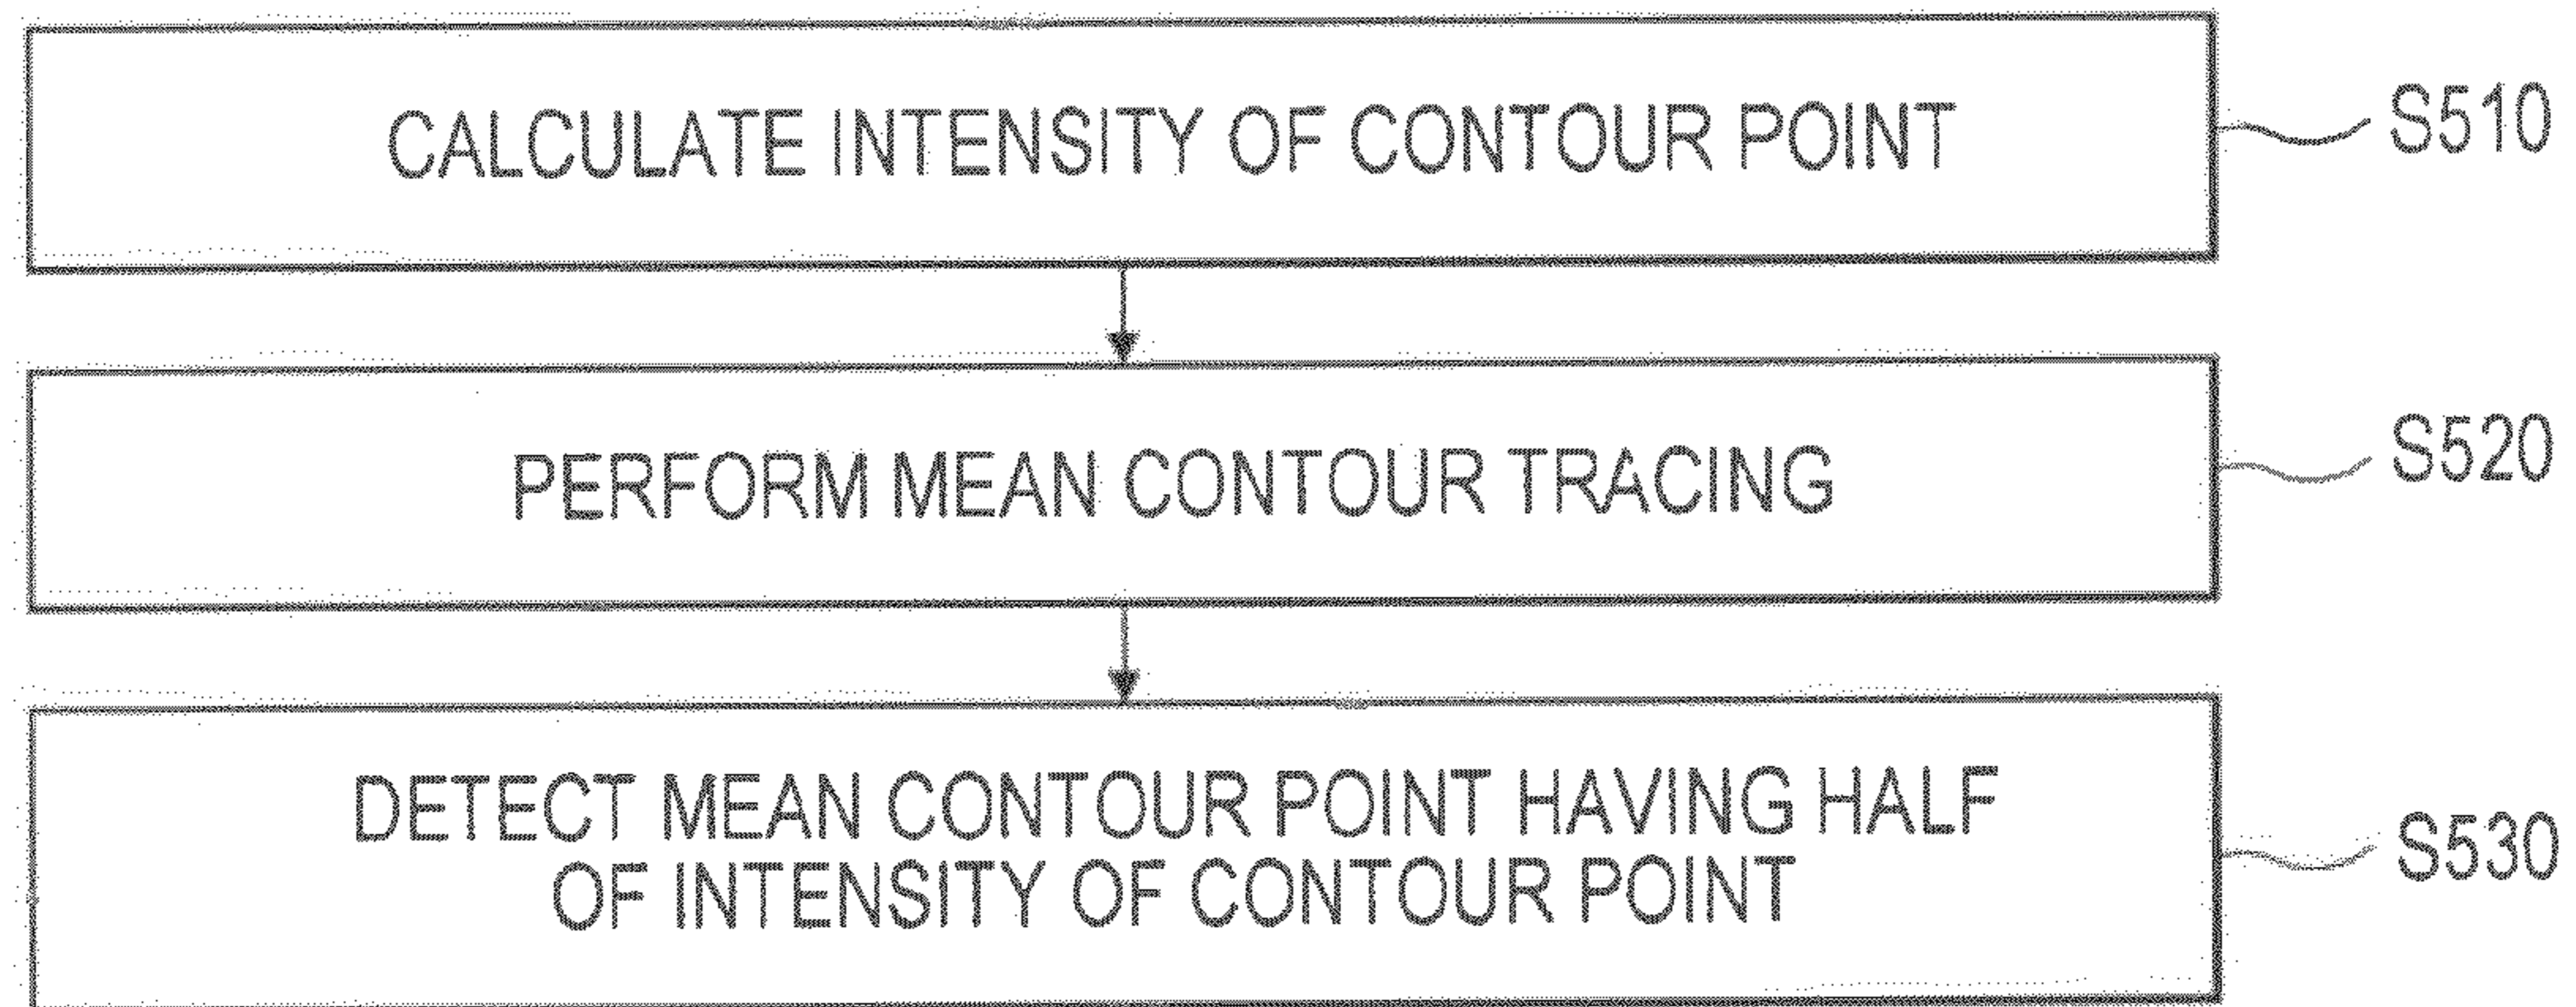 CALCULATE INTENSITY OF CONTOUR POINT
S510
PERFORM MEAN CONTOUR TRACING
S520
DETECT MEAN CONTOUR POINT HAVING HALF
OF INTENSITY OF CONTOUR POINT
S530